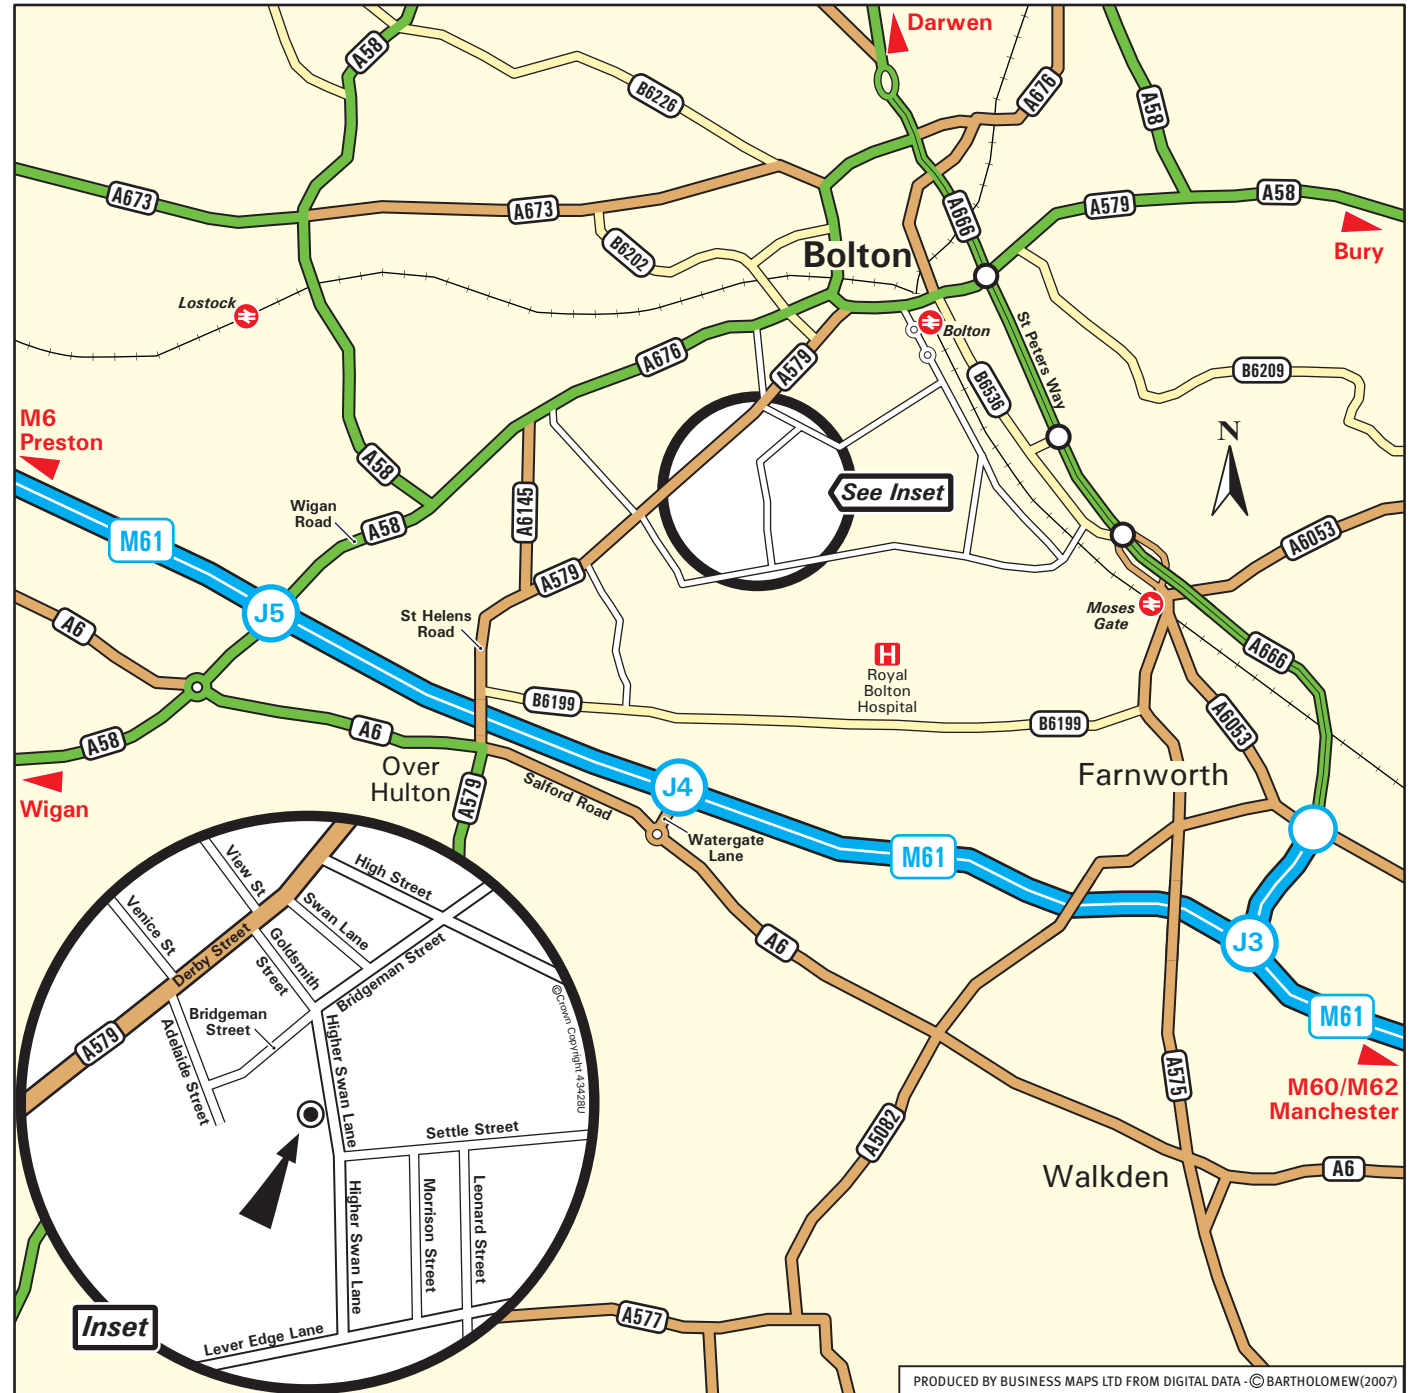 Darwen
A58
B6226
A676
A58
A673
A673
A666
A579
A58
B6202
Bolton
Bury
Lostock
Bolton
St Peters Way
A676
A579
B6536
B6209
M6
Preston
N
A58
See Inset
Wigan
Road
A58
A6145
M61
A6053
A579
J5
St Helens
Road
Moses
Gate
A6
H
Royal
Bolton
Hospital
A666
B6199
B6199
A6053
A6
A58
Over
Hulton
Wigan
A579
Salford Road
J4
Farnworth
Watergate
Lane
M61
A6
J3
M61
M60/M62
Manchester
A575
A5082
Walkden
A6
A577
View St
High Street
Venice St
Swan Lane
Derby Street
Goldsmith
Street
Bridgeman Street
Bridgeman
Street
A579
Adelaide Street
Higher Swan Lane
©Crown Copyright 43428U
Settle Street
Higher Swan Lane
Morrison Street
Leonard Street
Inset
Lever Edge Lane
PRODUCED BY BUSINESS MAPS LTD FROM DIGITAL DATA - © BARTHOLOMEW(2007)